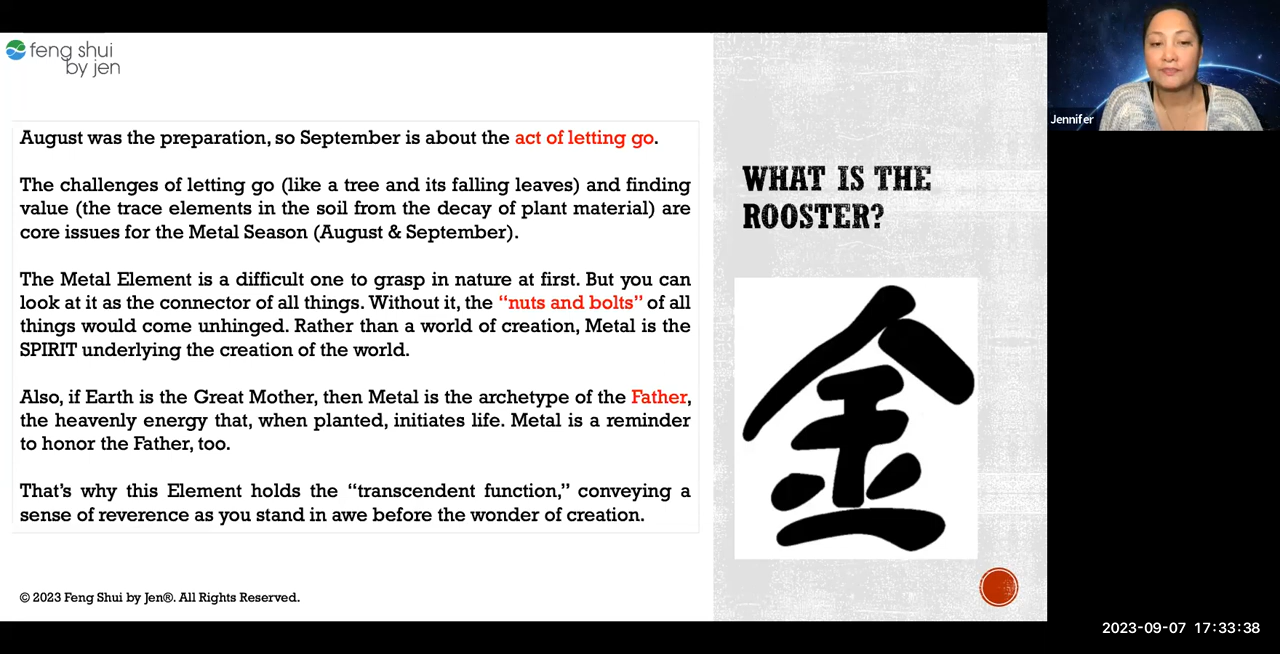 feng shui
by jen
August was the preparation, so September is about the act of letting go.
The challenges of letting go (like a tree and its falling leaves) and finding
value (the trace elements in the soil from the decay of plant material) are
core issues for the Metal Season (August & September).
The Metal Element is a difficult one to grasp in nature at first. But you can
look at it as the connector of all things. Without it, the “nuts and bolts” of all
things would come unhinged. Rather than a world of creation, Metal is the
SPIRIT underlying the creation of the world.
Also, if Earth is the Great Mother, then Metal is the archetype of the Father,
the heavenly energy that, when planted, initiates life. Metal is a reminder
to honor the Father, too.
That’s why this Element holds the “transcendent function,” conveying a
sense of reverence as you stand in awe before the wonder of creation.
© 2023 Feng Shui by Jen®. All Rights Reserved.
WHAT IS THE
ROOSTER?
金
Jennifer
2023-09-07 17:33:38